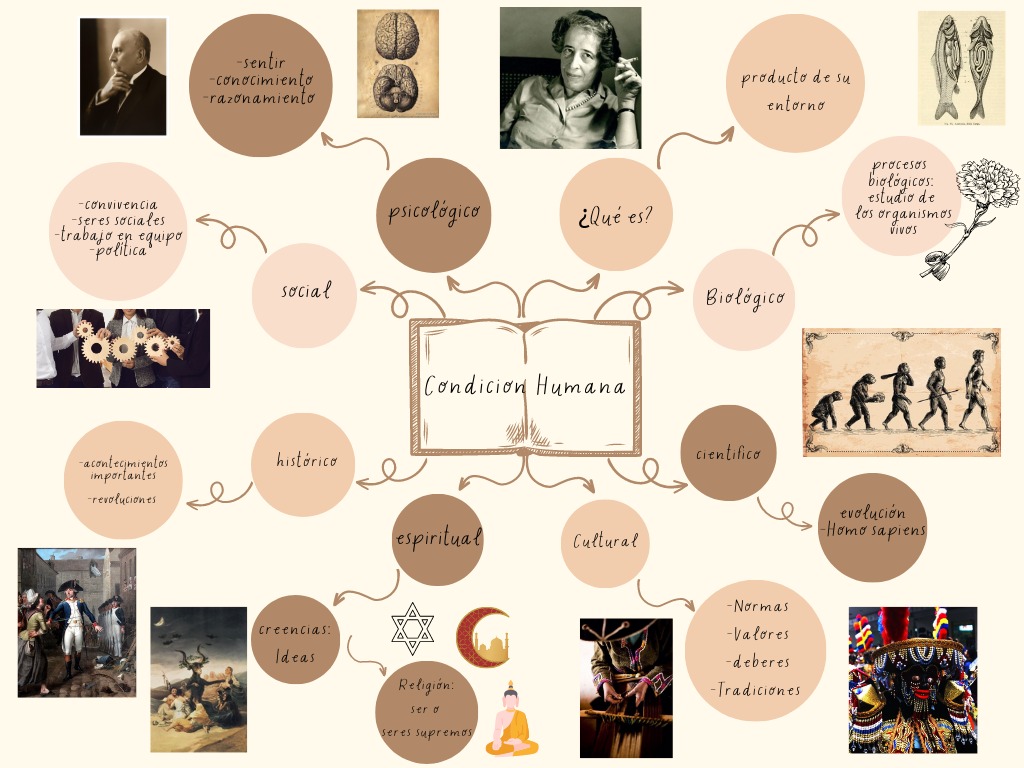 -sentir
-conocimiento
-razonamiento
producto de su
entorno
psicológico
¿Qué es?
procesos
biológicos:
estudio de
los organismos
vivos
-convivencia
-seres sociales
-trabajo en equipo
-política
social
Biológico
Condicion Humana
histórico
-acontecimientos
importantes
-revoluciones
cientifico
evolución
-Homo sapiens
espiritual
Cultural
creencias:
Ideas
Religión:
ser o
seres supremos
-Normas
-Valores
-deberes
-Tradiciones